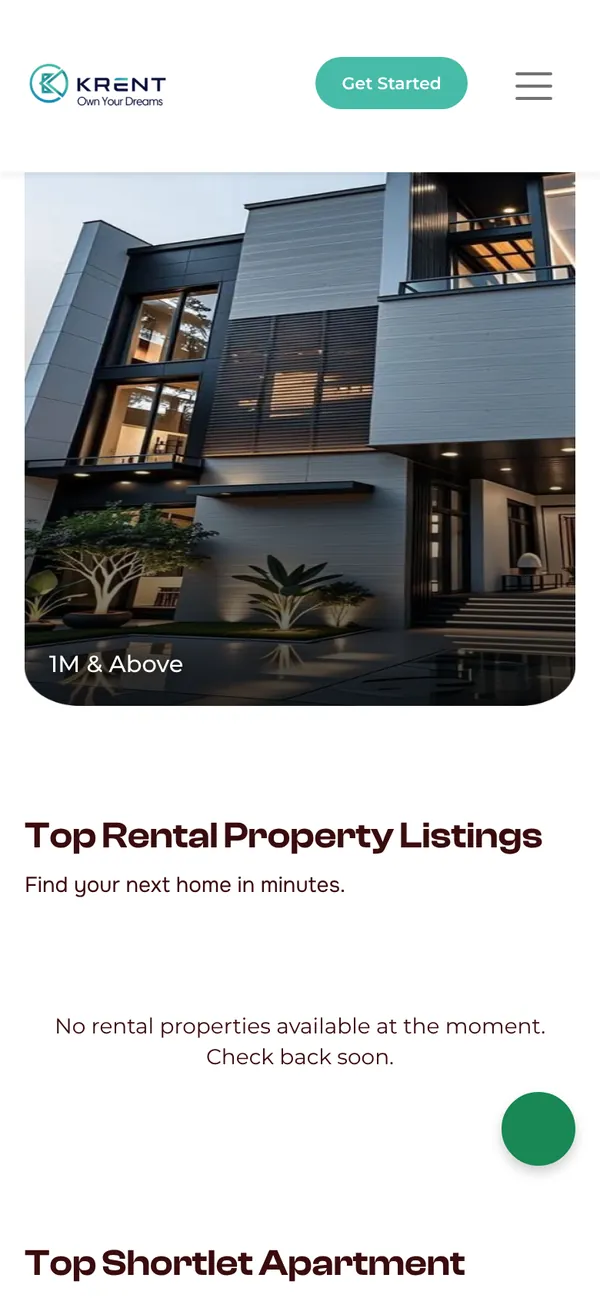 KRENT
Own Your Dreams
Get Started
1M & Above
Top Rental Property Listings
Find your next home in minutes.
No rental properties available at the moment.
Check back soon.
Top Shortlet Apartment